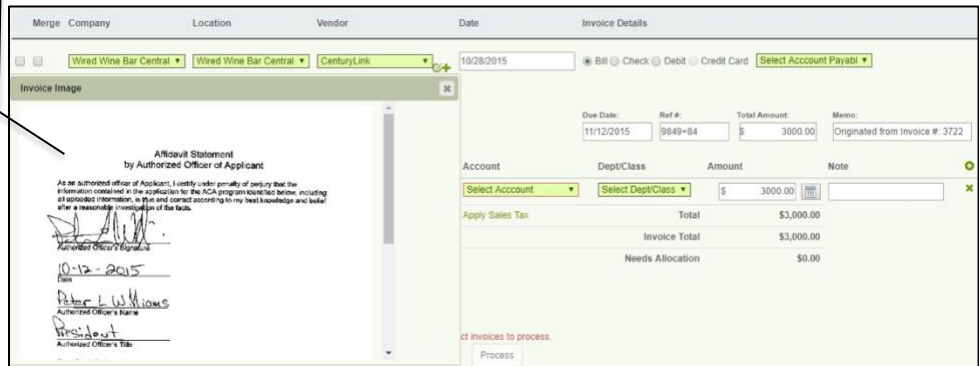 Merge Company Location Vendor Date Invoice Details
Wired Wine Bar Central Wired Wine Bar Central CenturyLink 10/28/2015 Bill Check Debit Credit Card Select Acccount Payabl
Invoice Image
Due Date: Ref #: Total Amount: Memo:
11/12/2015 9849+84 $ 3000.00 Originated from Invoice #: 3722
Affidavit Statement
by Authorized Officer of Applicant
As an authorized officer of Applicant, I certify under penalty of perjury that the
information contained in the application for the ACA program identified below, including
all uploaded information, is true and correct according to my best knowledge and belief
after a reasonable investigation of the facts.
Authorized Officer's Signature
10-12-2015
Date
Peter L Williams
Authorized Officer's Name
President
Authorized Officer's Title
Account Dept/Class Amount Note
Select Acccount Select Dept/Class $ 3000.00
Apply Sales Tax Total $3,000.00
Invoice Total $3,000.00
Needs Allocation $0.00
ct invoices to process.
Process